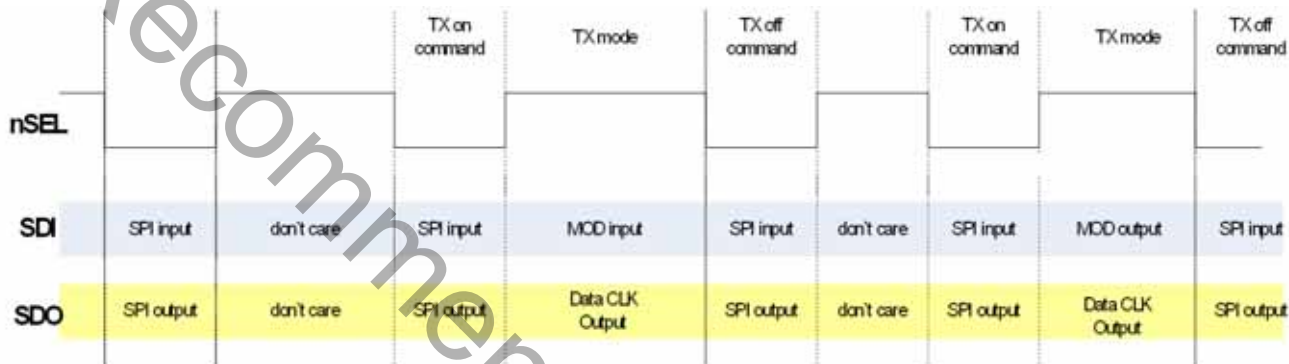 TX on command
TX mode
TX off command
TX on command
TX mode
TX off command
nSEL
SDI
SPI input
don't care
SPI input
MOD input
SPI input
don't care
SPI input
MOD output
SPI input
SDO
SPI output
don't care
SPI output
Data CLK Output
SPI output
don't care
SPI output
Data CLK Output
SPI output
Recommen